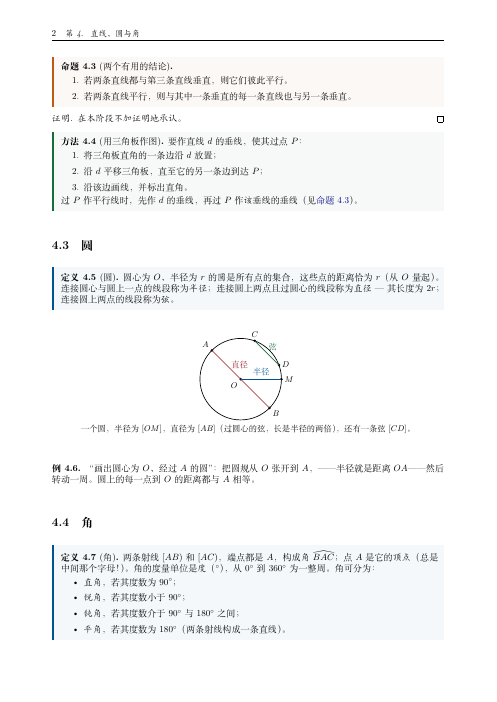 2 第 4. 直线、圆与角
命题 4.3 (两个有用的结论).
1. 若两条直线都与第三条直线垂直，则它们彼此平行。
2. 若两条直线平行，则与其中一条垂直的每一条直线也与另一条垂直。
证明. 在本阶段不加证明地承认。
方法 4.4 (用三角板作图). 要作直线 d 的垂线，使其过点 P：
1. 将三角板直角的一条边沿 d 放置；
2. 沿 d 平移三角板，直至它的另一条边到达 P；
3. 沿该边画线，并标出直角。
过 P 作平行线时，先作 d 的垂线，再过 P 作该垂线的垂线（见命题 4.3）。
4.3 圆
定义 4.5 (圆). 圆心为 O、半径为 r 的圆是所有点的集合，这些点的距离恰为 r（从 O 量起）。
连接圆心与圆上一点的线段称为半径；连接圆上两点且过圆心的线段称为直径 — 其长度为 2r；
连接圆上两点的线段称为弦。
C
A
弦
D
直径
半径
M
O
B
一个圆，半径为 [OM]，直径为 [AB]（过圆心的弦，长是半径的两倍），还有一条弦 [CD]。
例 4.6. “画出圆心为 O、经过 A 的圆”：把圆规从 O 张开到 A，——半径就是距离 OA——然后
转动一周。圆上的每一点到 O 的距离都与 A 相等。
4.4 角
定义 4.7 (角). 两条射线 [AB) 和 [AC)，端点都是 A，构成角 \widehat{BAC}；点 A 是它的顶点（总是
中间那个字母！）。角的度量单位是度（°），从 0° 到 360° 为一整周。角可分为：
• 直角，若其度数为 90°；
• 锐角，若其度数小于 90°；
• 钝角，若其度数介于 90° 与 180° 之间；
• 平角，若其度数为 180°（两条射线构成一条直线）。